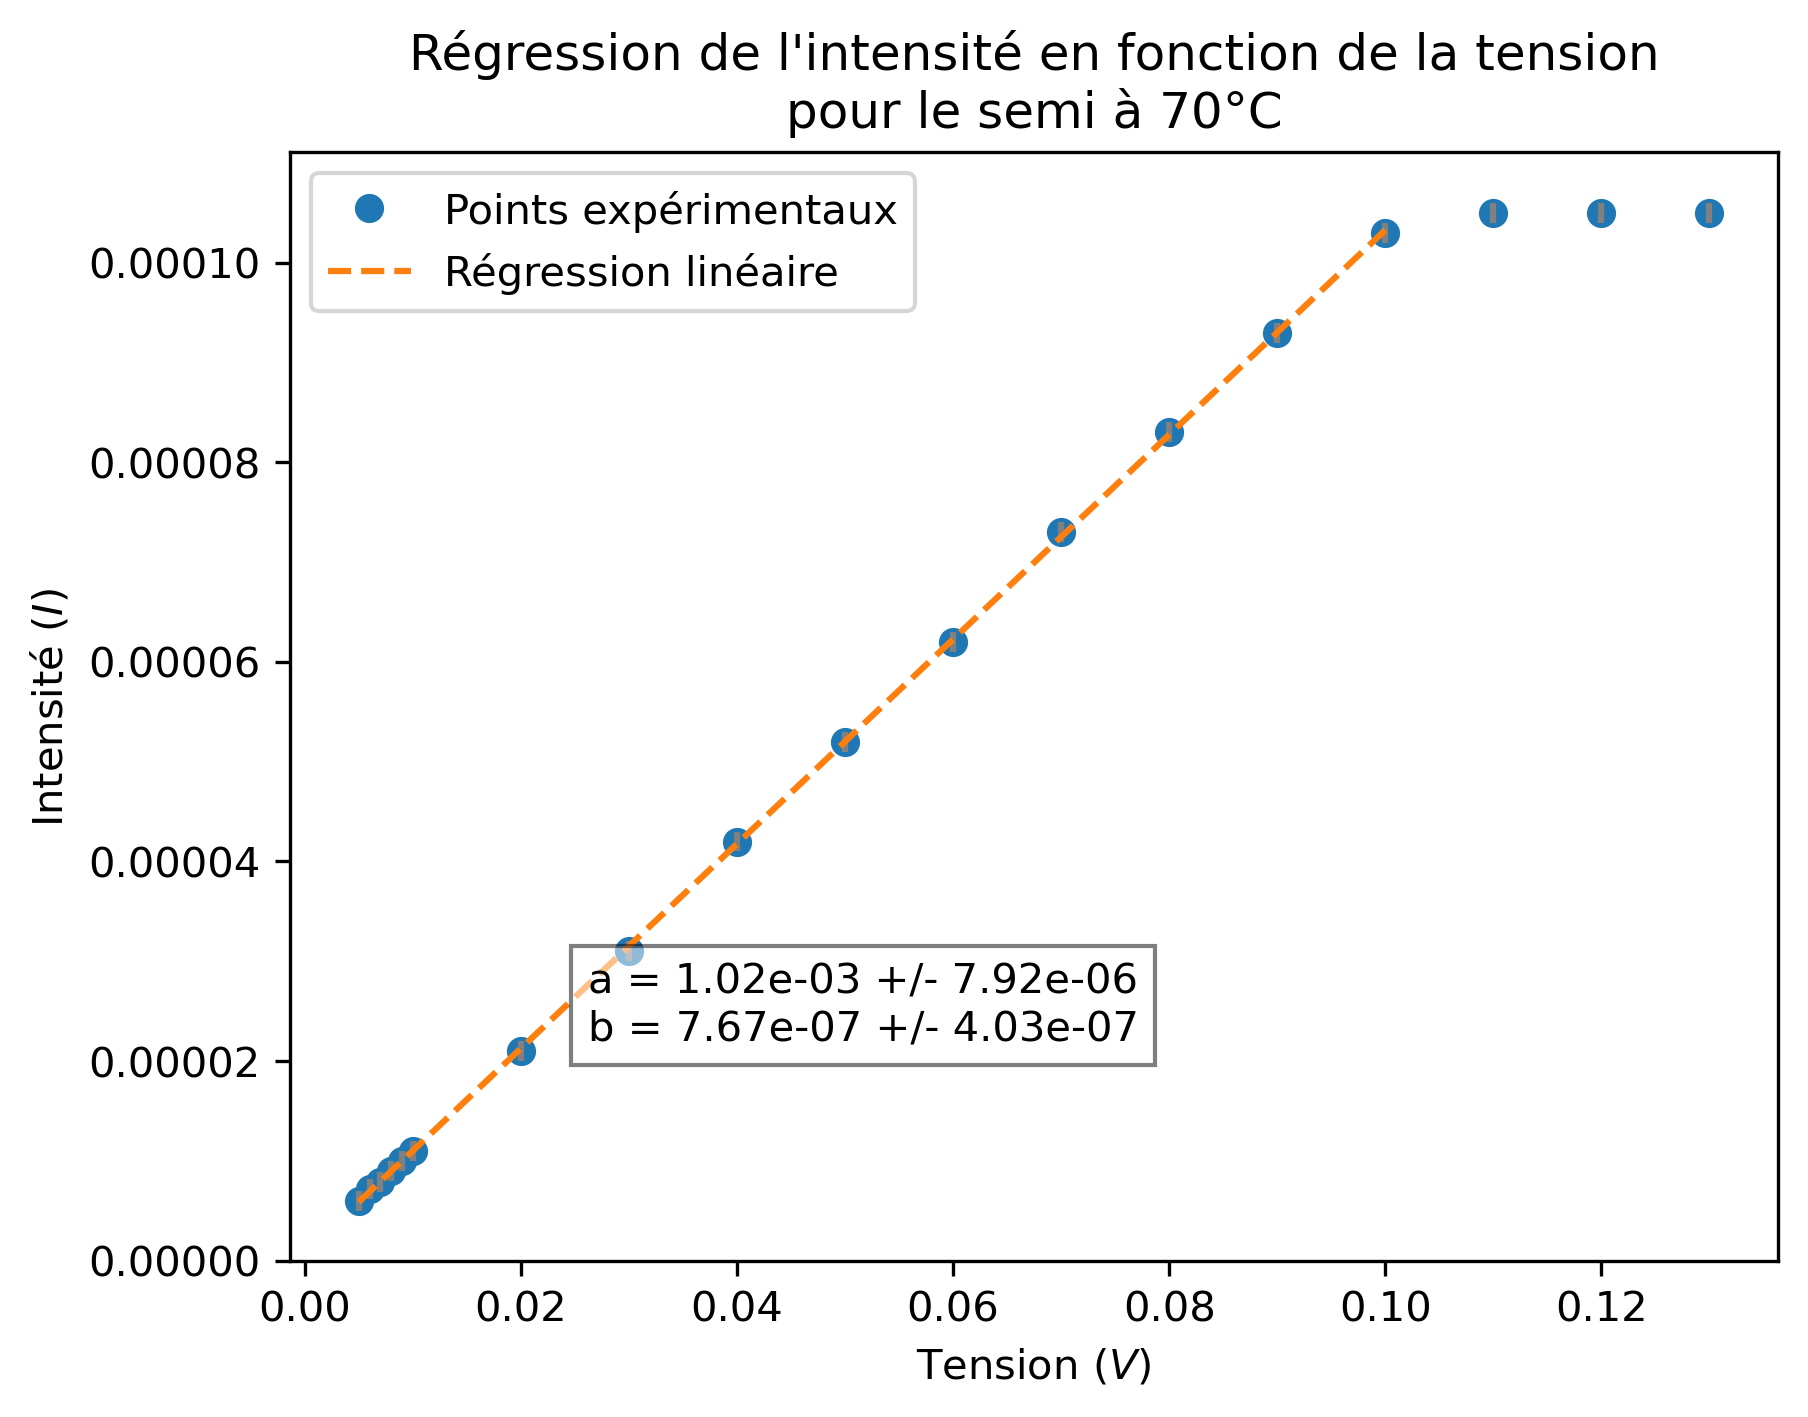 Régression de l'intensité en fonction de la tension
pour le semi à 70°C
Points expérimentaux
Régression linéaire
0.00010
0.00008
0.00006
0.00004
0.00002
0.00000
Intensité (I)
a = 1.02e-03 +/- 7.92e-06
b = 7.67e-07 +/- 4.03e-07
0.00 0.02 0.04 0.06 0.08 0.10 0.12
Tension (V)